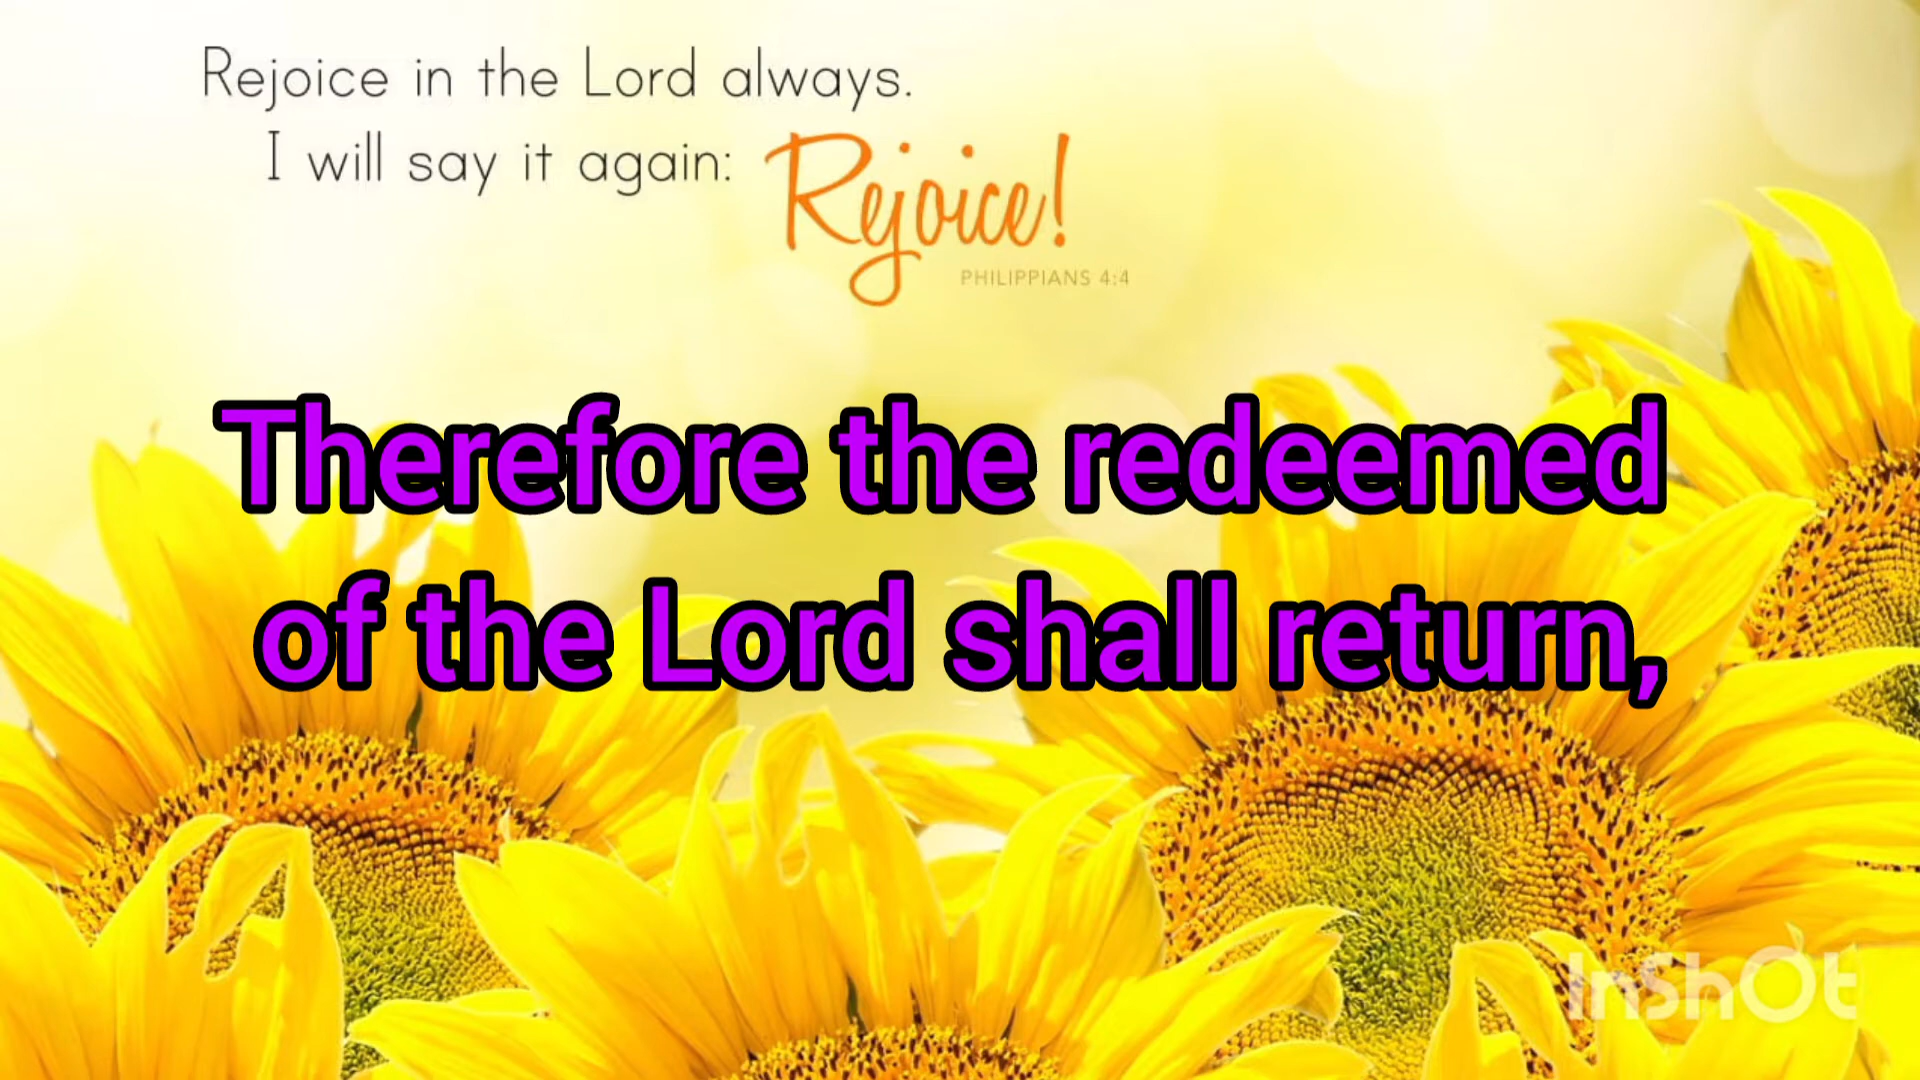 Rejoice in the Lord always.
I will say it again: Rejoice!
PHILIPPIANS 4:4
Therefore the redeemed
of the Lord shall return,
InShOt